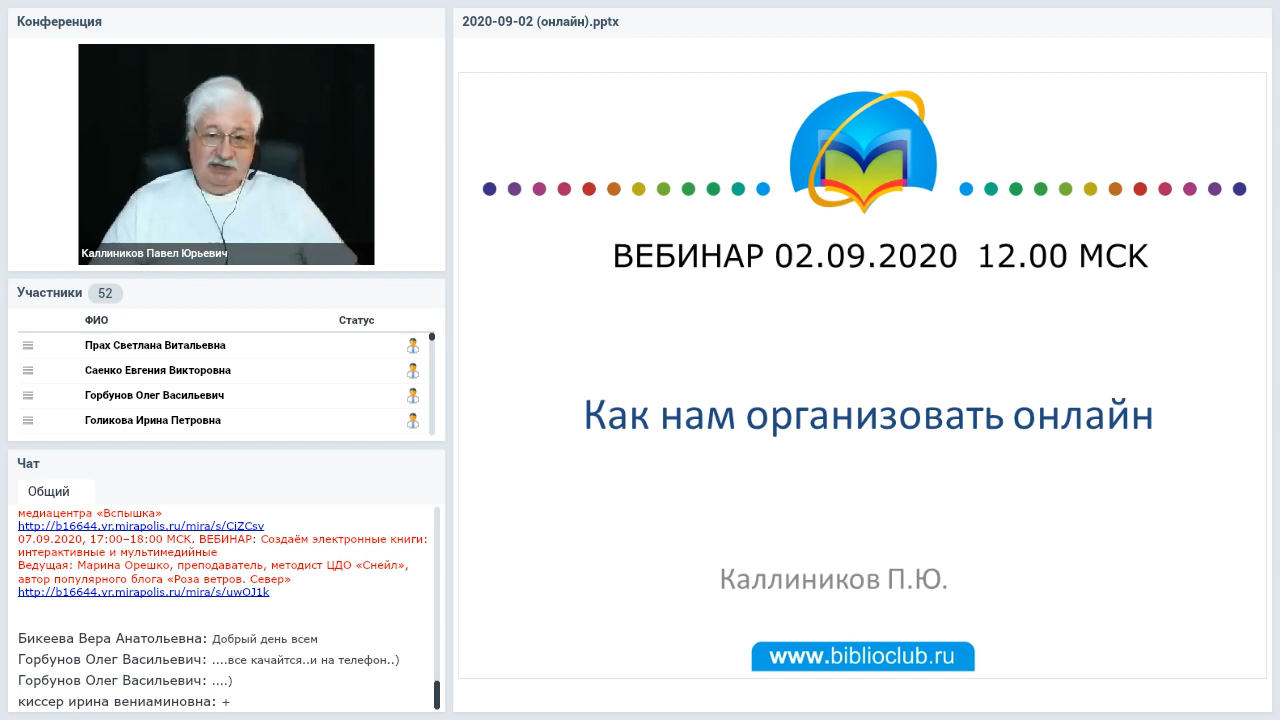 Конференция
Каллиников Павел Юрьевич
Участники 52
ФИО Статус
Прах Светлана Витальевна
Саенко Евгения Викторовна
Горбунов Олег Васильевич
Голикова Ирина Петровна
Чат
Общий
медиацентра «Вспышка»
http://b16644.vr.mirapolis.ru/mira/s/CiZCsv
07.09.2020, 17:00–18:00 МСК. ВЕБИНАР: Создаём электронные книги:
интерактивные и мультимедийные
Ведущая: Марина Орешко, преподаватель, методист ЦДО «Снейл»,
автор популярного блога «Роза ветров. Север»
http://b16644.vr.mirapolis.ru/mira/s/uwOJ1k
Бикеева Вера Анатольевна: Добрый день всем
Горбунов Олег Васильевич: ....все качайтся..и на телефон..)
Горбунов Олег Васильевич: ....)
киссер ирина вениаминовна: +
2020-09-02 (онлайн).pptx
ВЕБИНАР 02.09.2020 12.00 МСК
Как нам организовать онлайн
Каллиников П.Ю.
www.biblioclub.ru